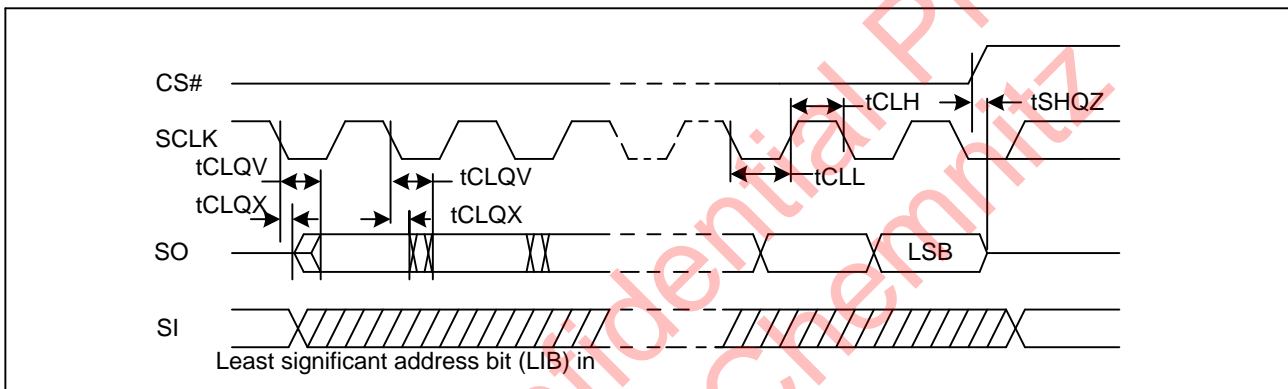 CS#
tCLH
tSHQZ
SCLK
tCLQV
tCLQV
tCLL
tCLQX
tCLQX
SO
LSB
SI
Least significant address bit (LIB) in